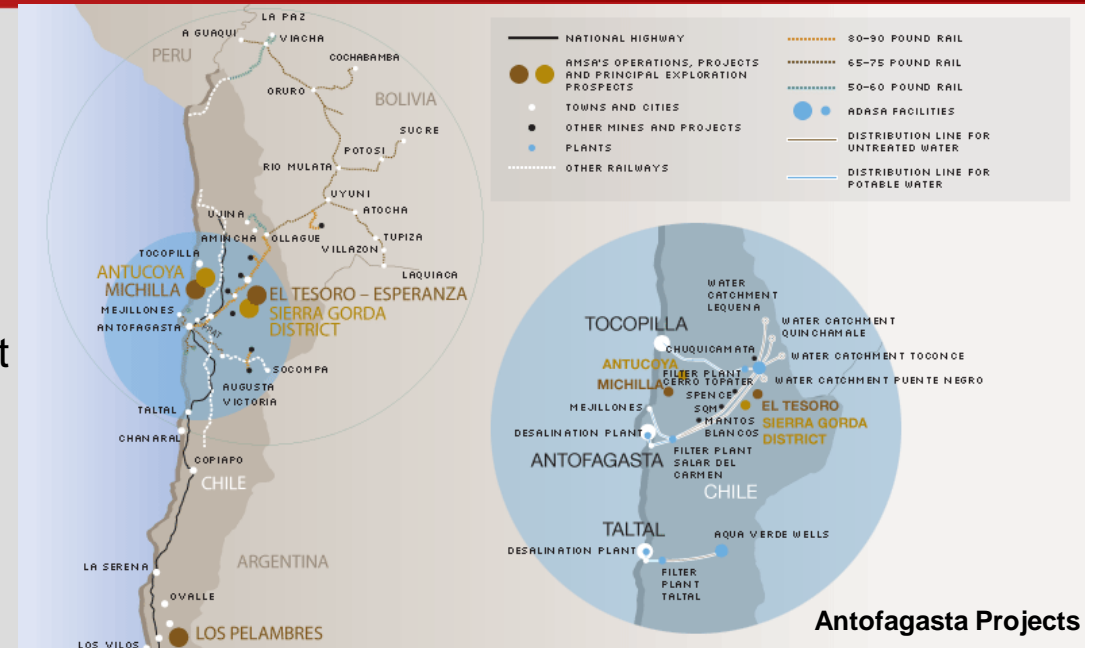 LA PAZ
A GUAQUI
VIACHA
PERU
COCHABAMBA
ORURO
BOLIVIA
SUCRE
POTOSI
RIO MULATA
UYUNI
UJINA
ATOCHA
AMINCHA
OLLAGUE
TUPIZA
VILLAZON
TOCOPILLA
LAQUIACA
ANTUCOYA
MICHILLA
EL TESORO – ESPERANZA
SIERRA GORDA
DISTRICT
MEJILLONES
ANTOFAGASTA
FPAT
SOCOMPA
AUGUSTA
VICTORIA
TALTAL
CHANARAL
COPIAPO
CHILE
ARGENTINA
LA SERENA
OVALLE
LOS PELAMBRES
LOS VILOS
t
NATIONAL HIGHWAY
AMSA'S OPERATIONS, PROJECTS
AND PRINCIPAL EXPLORATION
PROSPECTS
TOWNS AND CITIES
OTHER MINES AND PROJECTS
PLANTS
OTHER RAILWAYS
80-90 POUND RAIL
65-75 POUND RAIL
50-60 POUND RAIL
ADASA FACILITIES
DISTRIBUTION LINE FOR
UNTREATED WATER
DISTRIBUTION LINE FOR
POTABLE WATER
WATER
CATCHMENT
LEQUENA
WATER CATCHMENT
QUINCHAMALE
TOCOPILLA
CHUQUICAMATA
WATER CATCHMENT TOCONCE
ANTUCOYA
FILTER PLANT
CERRO TOPATER
WATER CATCHMENT PUENTE NEGRO
MICHILLA
SPENCE
EL TESORO
SIERRA GORDA
DISTRICT
MEJILLONES
SQM
MANTOS
BLANCOS
DESALINATION PLANT
ANTOFAGASTA
FILTER PLANT
SALAR DEL
CARMEN
CHILE
TALTAL
AQUA VERDE WELLS
DESALINATION PLANT
FILTER
PLANT
TALTAL
Antofagasta Projects